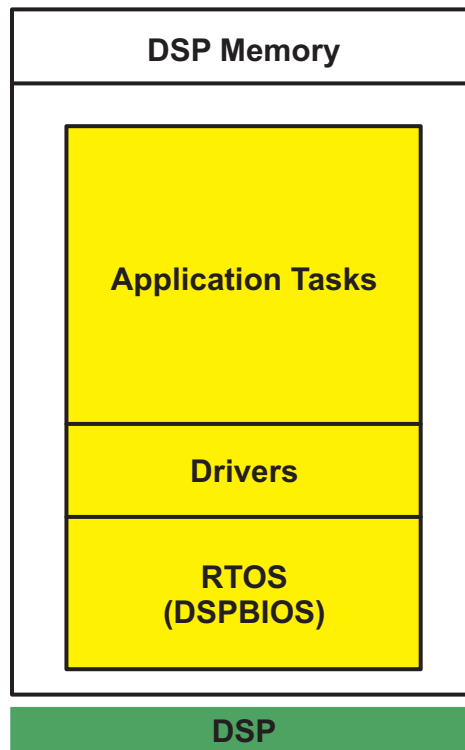 DSP Memory
Application Tasks
Drivers
RTOS
(DSPBIOS)
DSP